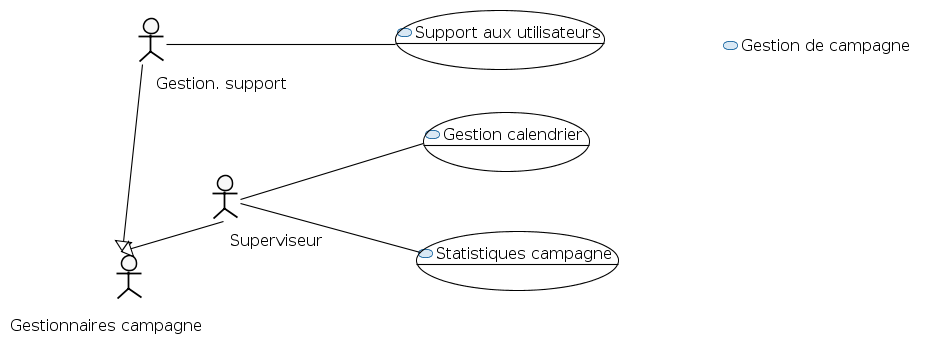 Support aux utilisateurs
Gestion de campagne
Gestion. support
Gestion calendrier
Superviseur
Statistiques campagne
Gestionnaires campagne